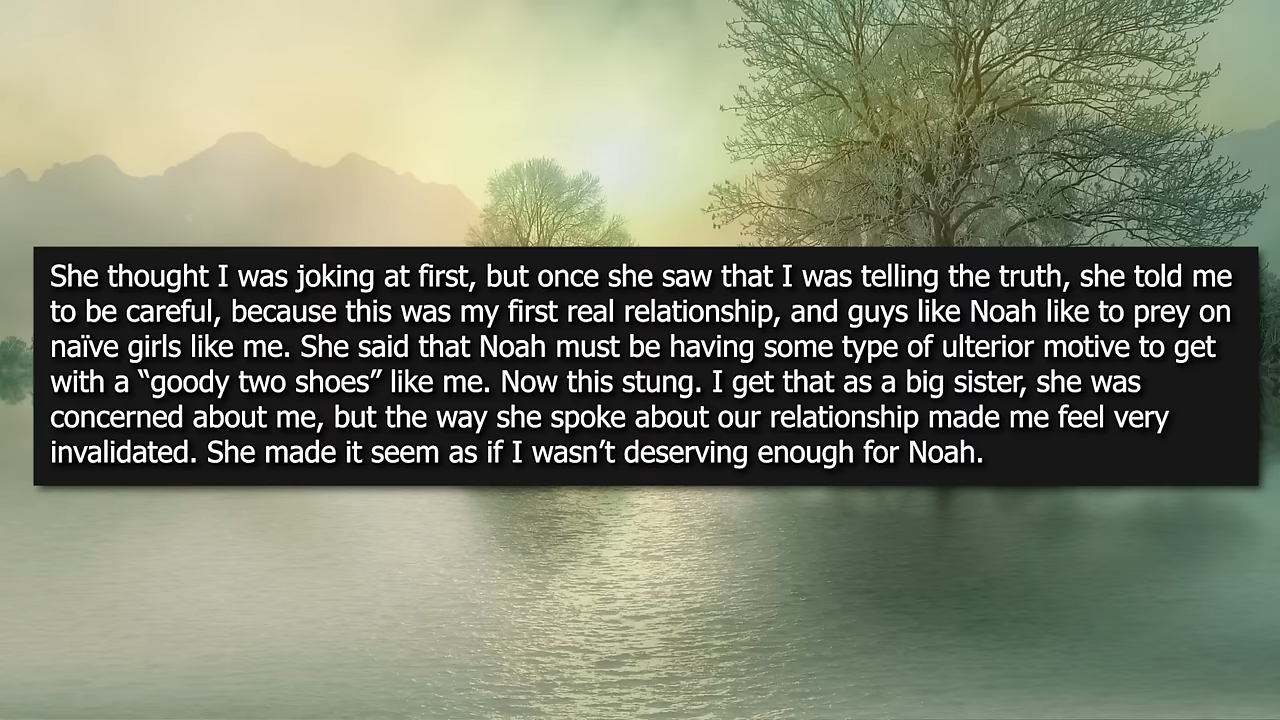 She thought I was joking at first, but once she saw that I was telling the truth, she told me
to be careful, because this was my first real relationship, and guys like Noah like to prey on
naïve girls like me. She said that Noah must be having some type of ulterior motive to get
with a “goody two shoes” like me. Now this stung. I get that as a big sister, she was
concerned about me, but the way she spoke about our relationship made me feel very
invalidated. She made it seem as if I wasn’t deserving enough for Noah.